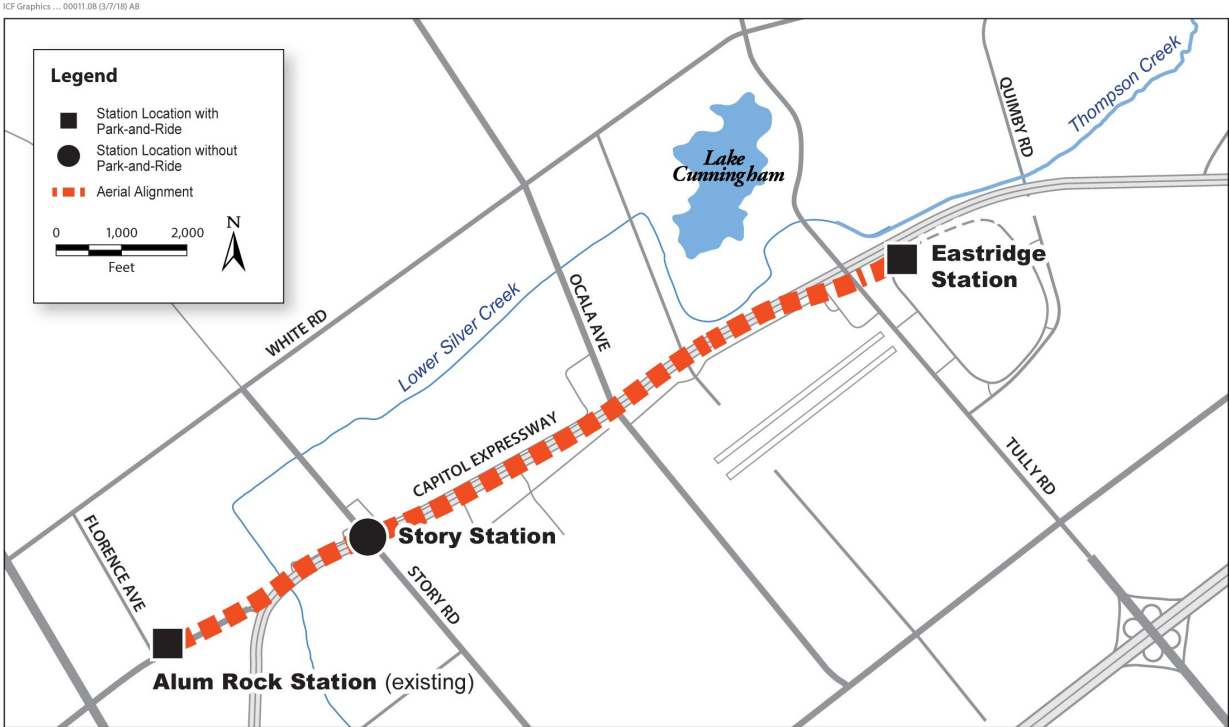 ICF Graphics ... 00011.08 (3/7/18) AB
Legend
Station Location with
Park-and-Ride
Station Location without
Park-and-Ride
Aerial Alignment
0 1,000 2,000
Feet
N
WHITE RD
Lower Silver Creek
OCALA AVE
Lake
Cunningham
QUIMBY RD
Thompson Creek
Eastridge
Station
CAPITOL EXPRESSWAY
TULLY RD
FLORENCE AVE
Story Station
STORY RD
Alum Rock Station (existing)